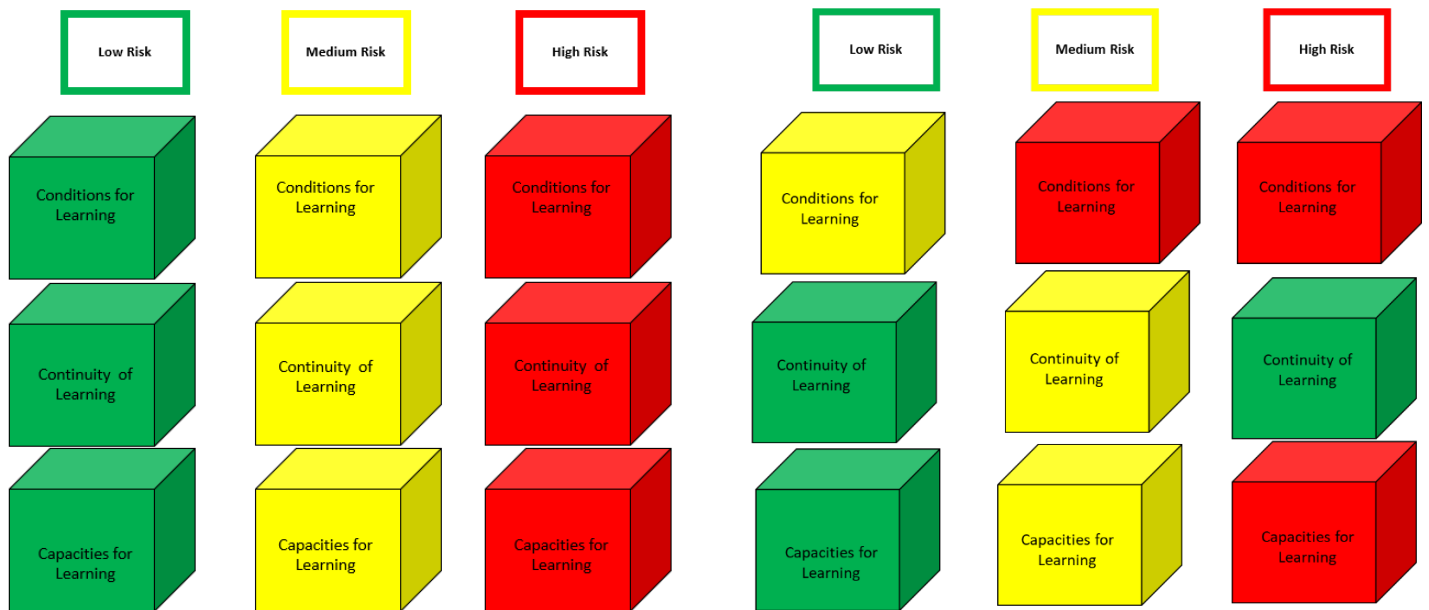 Low Risk
Medium Risk
High Risk
Low Risk
Medium Risk
High Risk
Conditions for
Learning
Conditions for
Learning
Conditions for
Learning
Conditions for
Learning
Conditions for
Learning
Conditions for
Learning
Continuity of
Learning
Continuity of
Learning
Continuity of
Learning
Continuity of
Learning
Continuity of
Learning
Continuity of
Learning
Capacities for
Learning
Capacities for
Learning
Capacities for
Learning
Capacities for
Learning
Capacities for
Learning
Capacities for
Learning